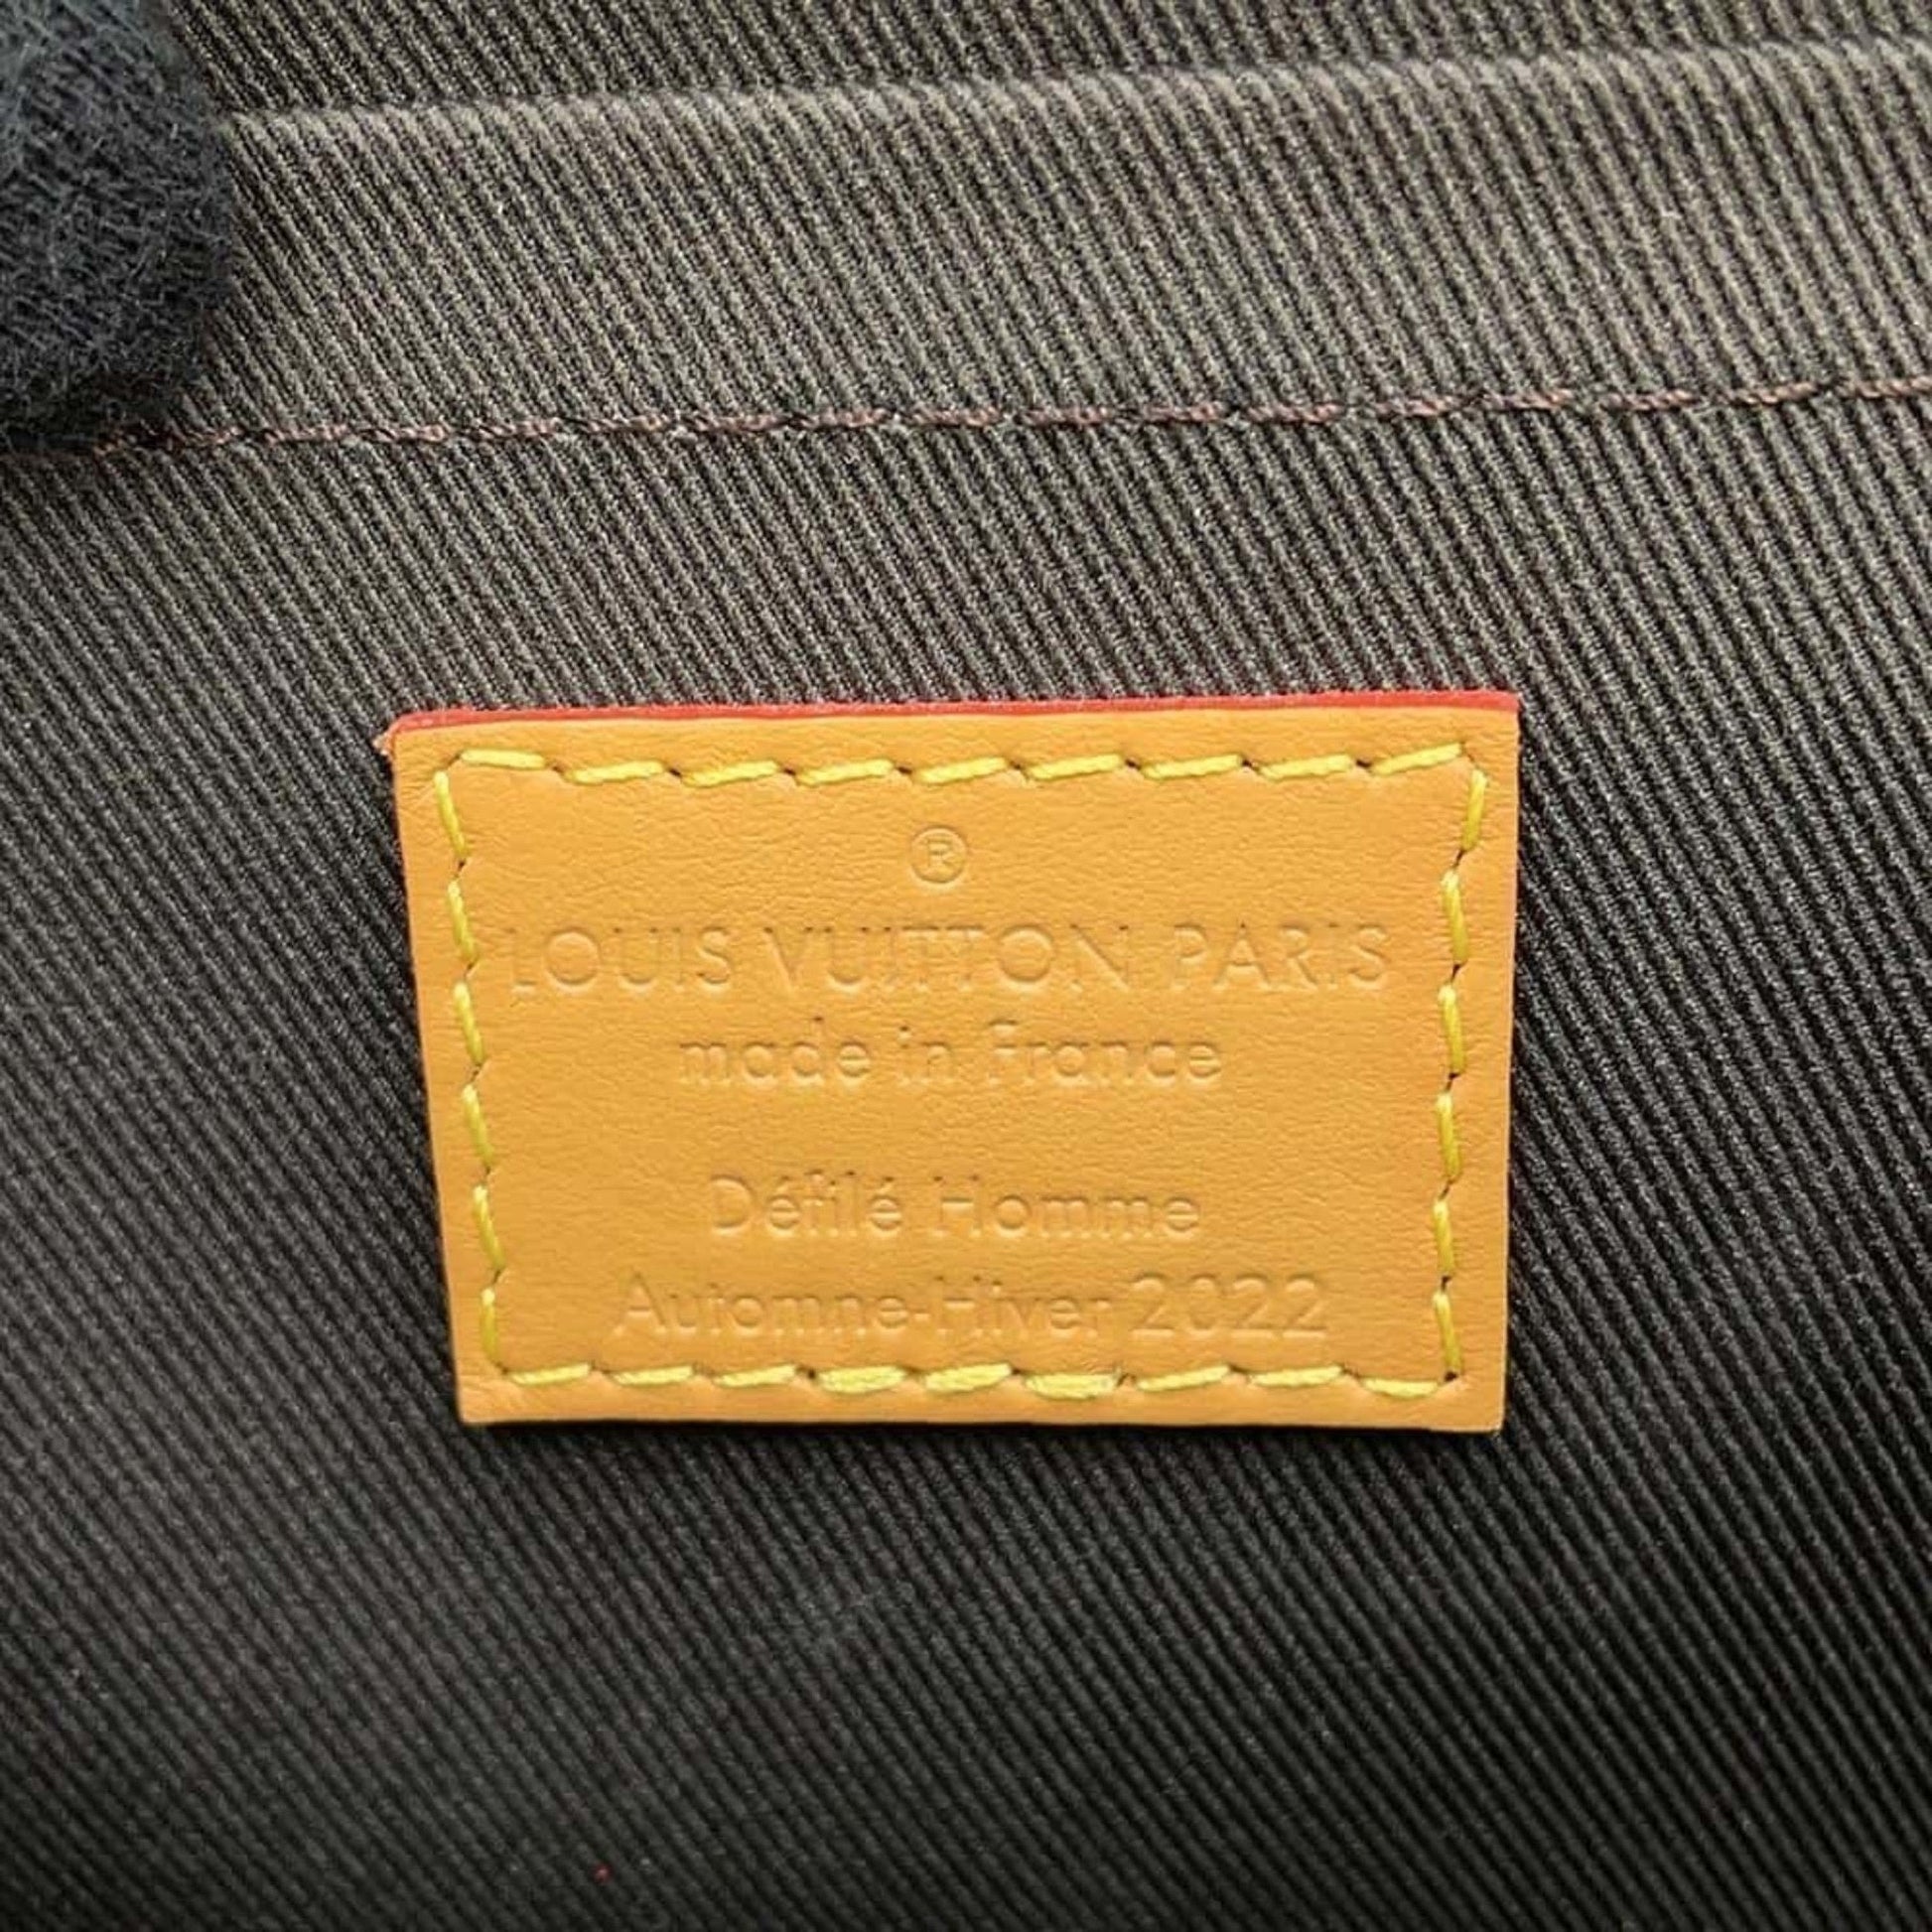 ®
LOUIS VUITTON PARIS
made in France
Défilé Homme
Automne-Hiver 2022